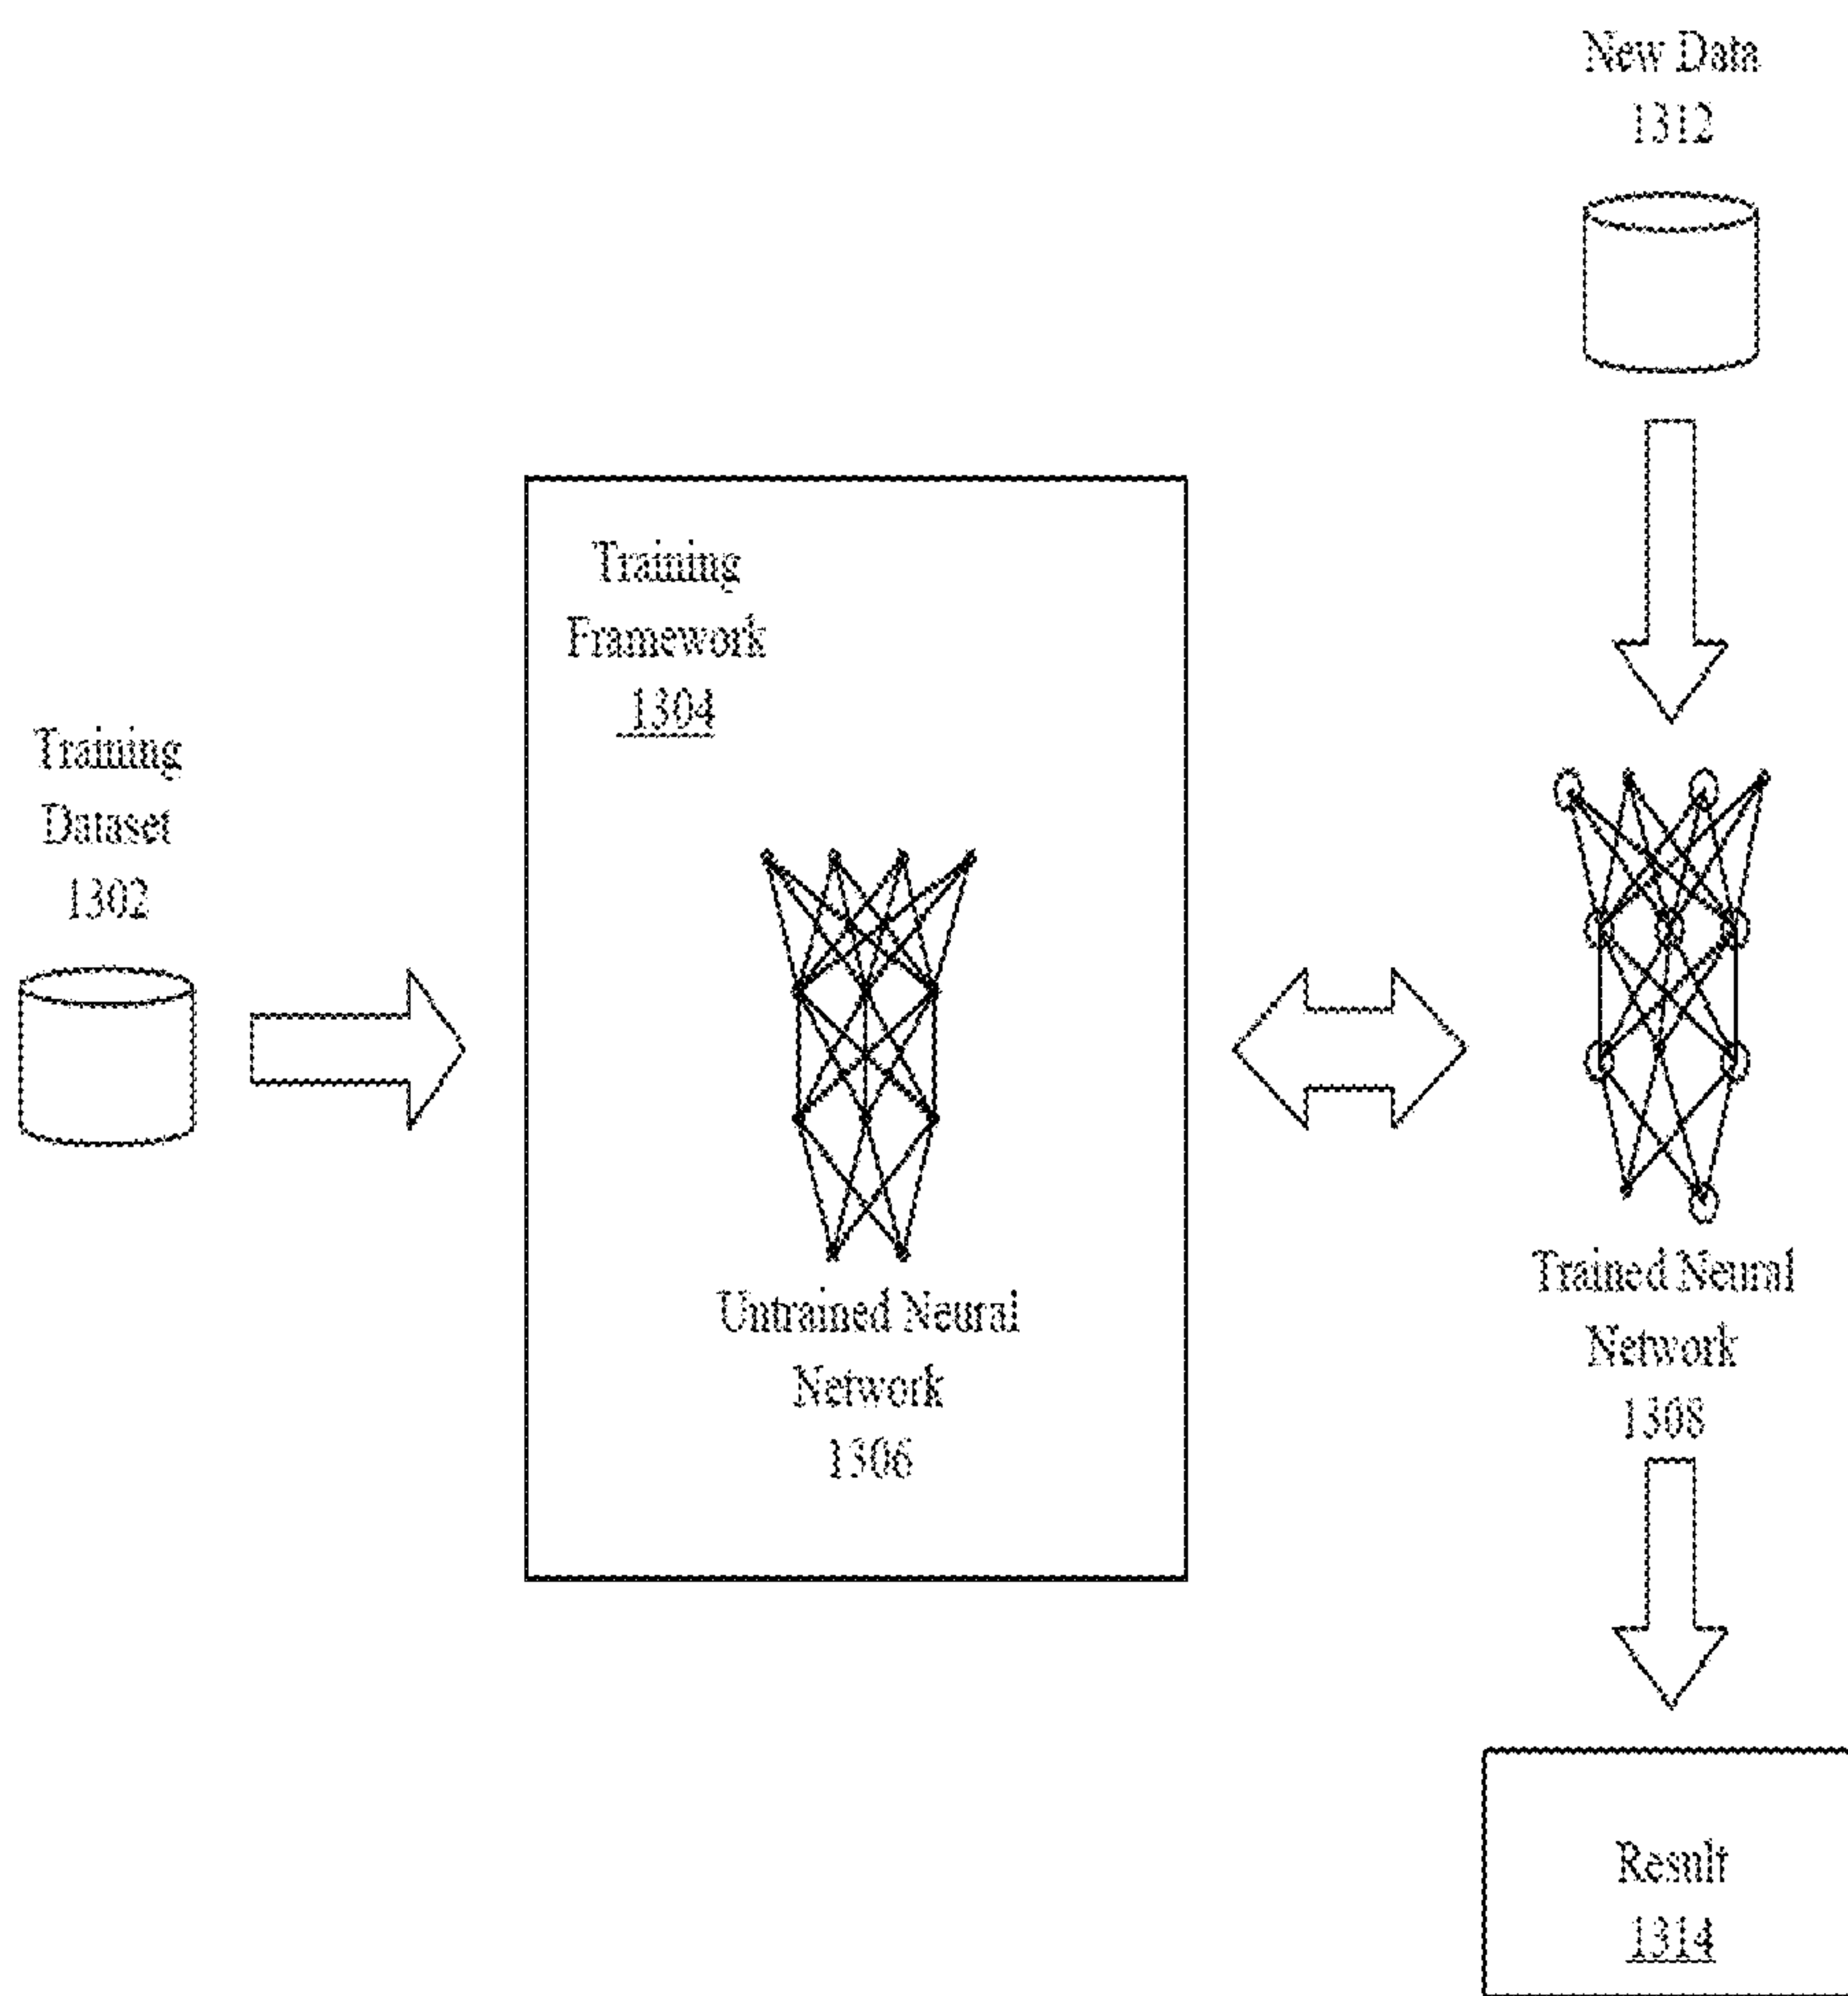 New Data
1312
Training
Framework
1304
Training
Dataset
1302
Untrained Neural
Network
1306
Trained Neural
Network
1308
Result
1314